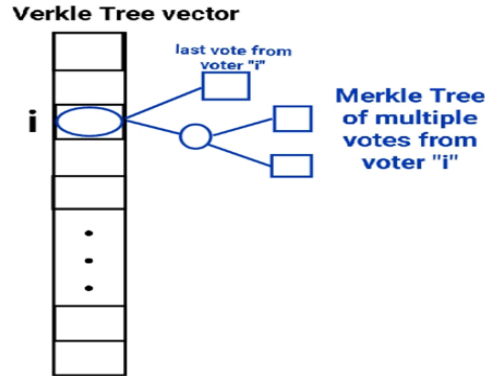 Verkle Tree vector
last vote from
voter "i"
i
Merkle Tree
of multiple
votes from
voter "i"